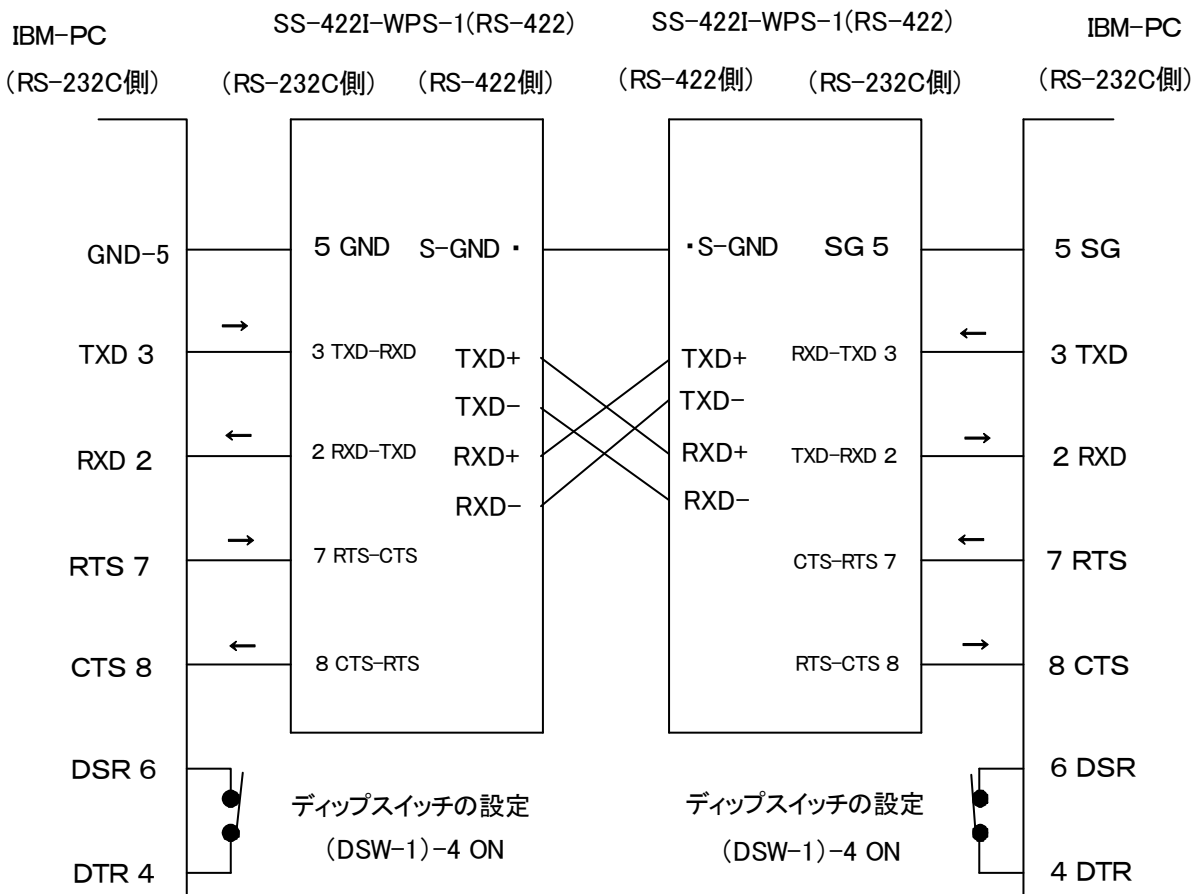 IBM-PC
SS-422I-WPS-1(RS-422)
SS-422I-WPS-1(RS-422)
IBM-PC
(RS-232C側)
(RS-232C側)
(RS-422側)
(RS-422側)
(RS-232C側)
(RS-232C側)
GND-5
5 GND
S-GND ・
・S-GND
SG 5
5 SG
→
←
TXD 3
3 TXD-RXD
TXD+
TXD+
RXD-TXD 3
3 TXD
TXD-
TXD-
←
→
RXD 2
2 RXD-TXD
RXD+
RXD+
TXD-RXD 2
2 RXD
RXD-
RXD-
→
←
RTS 7
7 RTS-CTS
CTS-RTS 7
7 RTS
←
→
CTS 8
8 CTS-RTS
RTS-CTS 8
8 CTS
DSR 6
6 DSR
ディップスイッチの設定
ディップスイッチの設定
(DSW-1)-4 ON
(DSW-1)-4 ON
DTR 4
4 DTR